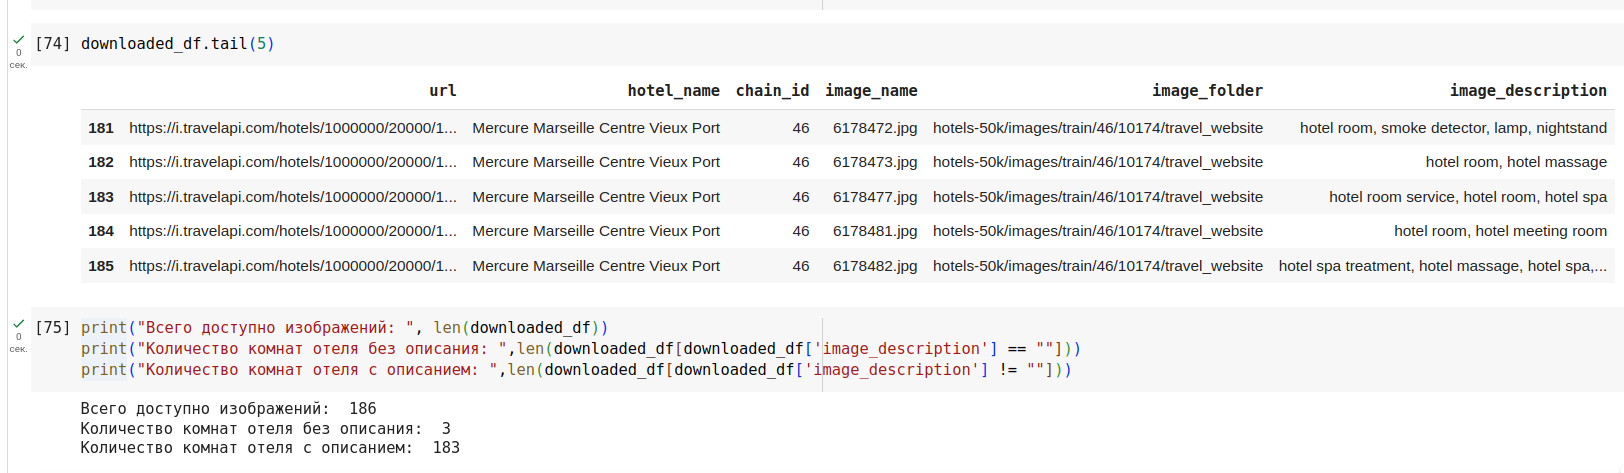 [74] downloaded_df.tail(5)
0
сек.
url hotel_name chain_id image_name image_folder image_description
181 https://i.travelapi.com/hotels/1000000/20000/1... Mercure Marseille Centre Vieux Port 46 6178472.jpg hotels-50k/images/train/46/10174/travel_website hotel room, smoke detector, lamp, nightstand
182 https://i.travelapi.com/hotels/1000000/20000/1... Mercure Marseille Centre Vieux Port 46 6178473.jpg hotels-50k/images/train/46/10174/travel_website hotel room, hotel massage
183 https://i.travelapi.com/hotels/1000000/20000/1... Mercure Marseille Centre Vieux Port 46 6178477.jpg hotels-50k/images/train/46/10174/travel_website hotel room service, hotel room, hotel spa
184 https://i.travelapi.com/hotels/1000000/20000/1... Mercure Marseille Centre Vieux Port 46 6178481.jpg hotels-50k/images/train/46/10174/travel_website hotel room, hotel meeting room
185 https://i.travelapi.com/hotels/1000000/20000/1... Mercure Marseille Centre Vieux Port 46 6178482.jpg hotels-50k/images/train/46/10174/travel_website hotel spa treatment, hotel massage, hotel spa,...
[75] print("Всего доступно изображений: ", len(downloaded_df))
0
сек.
print("Количество комнат отеля без описания: ",len(downloaded_df[downloaded_df['image_description'] == ""]))
print("Количество комнат отеля с описанием: ",len(downloaded_df[downloaded_df['image_description'] != ""]))
Всего доступно изображений:  186
Количество комнат отеля без описания:  3
Количество комнат отеля с описанием:  183